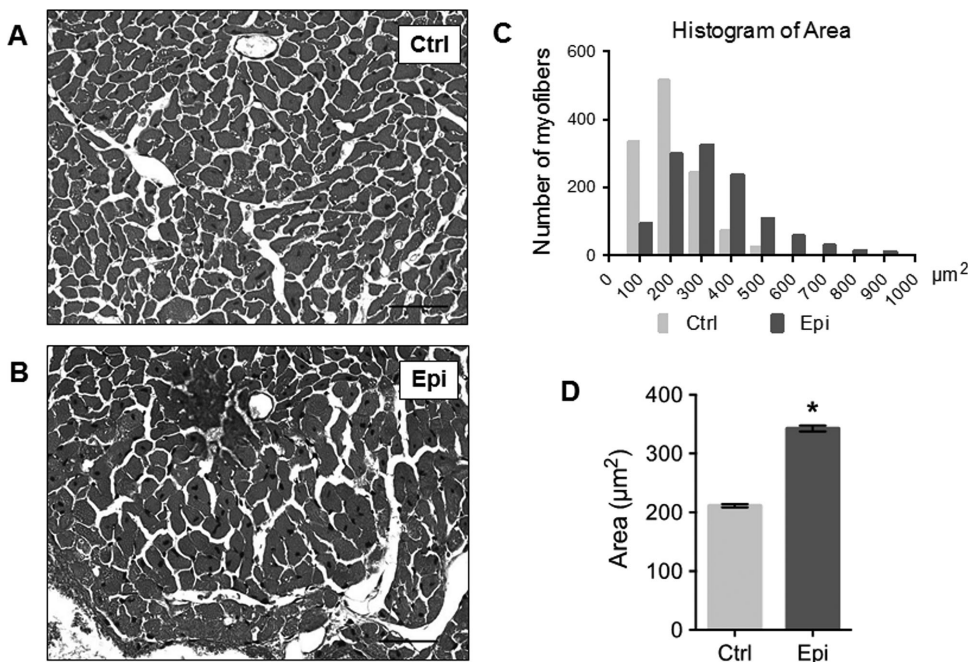 A
Ctrl
B
Epi
C
Histogram of Area
Number of myofibers
600
400
200
0
0
100
200
300
400
500
600
700
800
900
1000
µm²
Ctrl
Epi
D
Area (µm²)
400
300
200
100
0
*
Ctrl
Epi